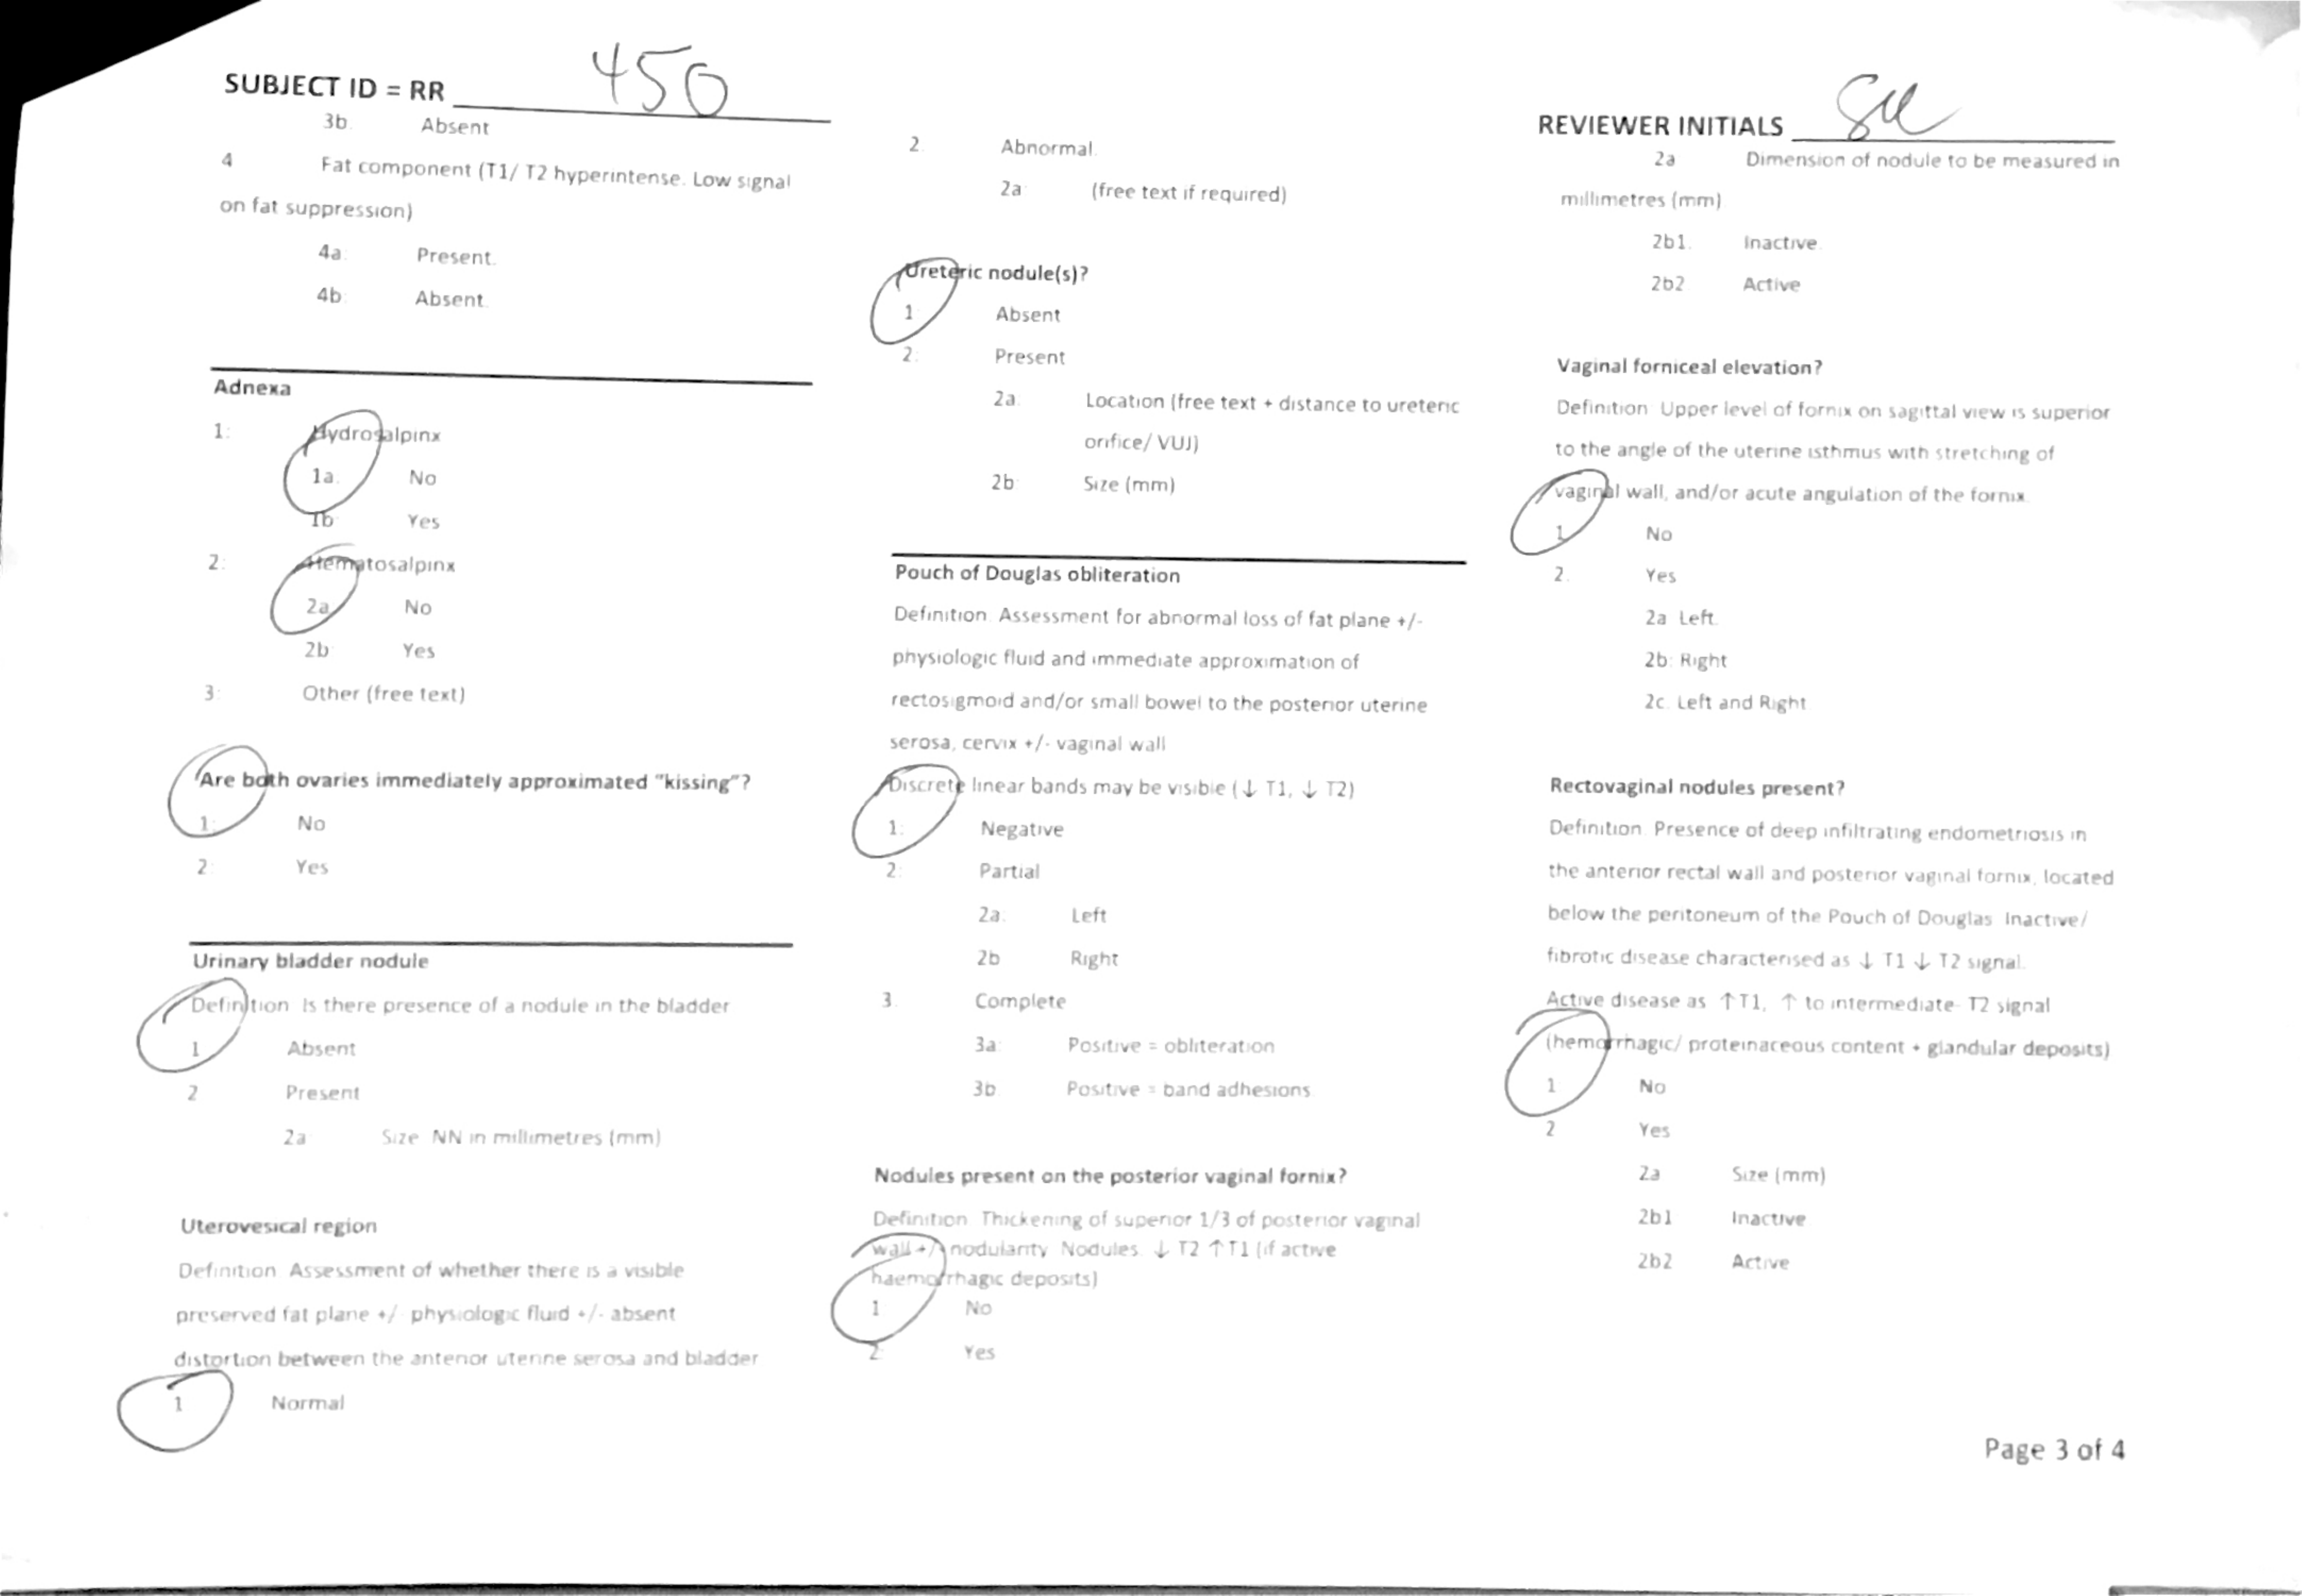 SUBJECT ID = RR 450
3b. Absent
4 Fat component (T1/ T2 hyperintense. Low signal
on fat suppression)
4a: Present.
4b: Absent.
Adnexa
1: Hydrosalpinx
1a. No
1b: Yes
2: Hematosalpinx
2a No
2b: Yes
3: Other (free text)
Are both ovaries immediately approximated "kissing"?
1: No
2: Yes
Urinary bladder nodule
Definition Is there presence of a nodule in the bladder
1 Absent
2 Present
2a Size NN in millimetres (mm)
Uterovesical region
Definition Assessment of whether there is a visible
preserved fat plane +/- physiologic fluid +/- absent
distortion between the anterior uterine serosa and bladder
1 Normal
2. Abnormal.
2a: (free text if required)
Ureteric nodule(s)?
1 Absent
2: Present
2a: Location (free text + distance to ureteric
orifice/ VUJ)
2b: Size (mm)
Pouch of Douglas obliteration
Definition Assessment for abnormal loss of fat plane +/-
physiologic fluid and immediate approximation of
rectosigmoid and/or small bowel to the posterior uterine
serosa, cervix +/- vaginal wall
Discrete linear bands may be visible (↓ T1, ↓ T2)
1: Negative
2: Partial
2a: Left
2b Right
3. Complete
3a: Positive = obliteration
3b Positive = band adhesions
Nodules present on the posterior vaginal fornix?
Definition Thickening of superior 1/3 of posterior vaginal
wall +/- nodularity Nodules ↓ T2 ↑T1 (if active
haemorrhagic deposits)
1 No
2: Yes
REVIEWER INITIALS
2a Dimension of nodule to be measured in
millimetres (mm)
2b1. Inactive.
2b2 Active
Vaginal forniceal elevation?
Definition Upper level of fornix on sagittal view is superior
to the angle of the uterine isthmus with stretching of
vaginal wall, and/or acute angulation of the fornix
1 No
2. Yes
2a Left.
2b: Right
2c. Left and Right
Rectovaginal nodules present?
Definition Presence of deep infiltrating endometriosis in
the anterior rectal wall and posterior vaginal fornix, located
below the peritoneum of the Pouch of Douglas Inactive/
fibrotic disease characterised as ↓ T1 ↓ T2 signal.
Active disease as ↑T1, ↑ to intermediate- T2 signal
(hemorrhagic/ proteinaceous content + glandular deposits)
1 No
2 Yes
2a Size (mm)
2b1 Inactive
2b2 Active
Page 3 of 4